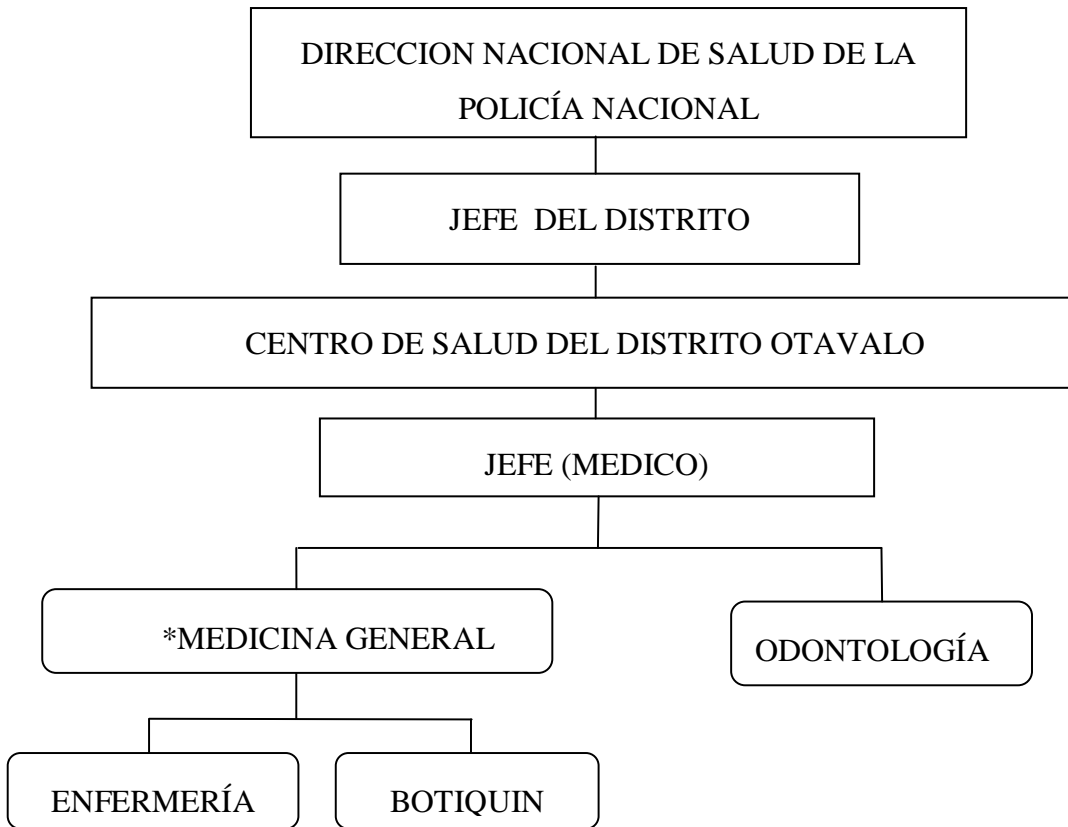 DIRECCION NACIONAL DE SALUD DE LA
POLICÍA NACIONAL
JEFE DEL DISTRITO
CENTRO DE SALUD DEL DISTRITO OTAVALO
JEFE (MEDICO)
*MEDICINA GENERAL
ODONTOLOGÍA
ENFERMERÍA
BOTIQUIN